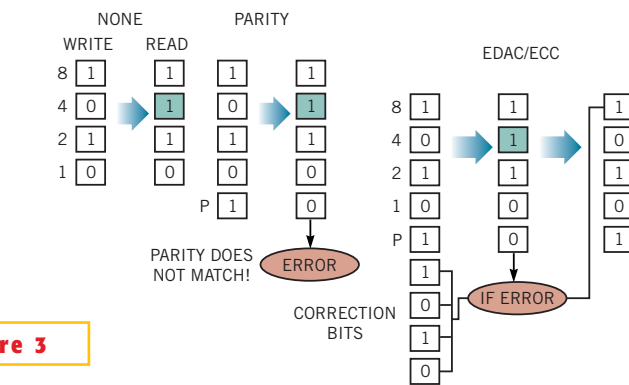 NONE PARITY
WRITE READ
EDAC/ECC
8 1 1 1 1
4 0 1 0 1
2 1 1 1 1
1 0 0 0 0
P 1 0
PARITY DOES
NOT MATCH!
ERROR
8 1 1 1
4 0 1 0
2 1 1 1
1 0 0 0
P 1 0 1
1
0
1
0
CORRECTION
BITS
IF ERROR
re 3